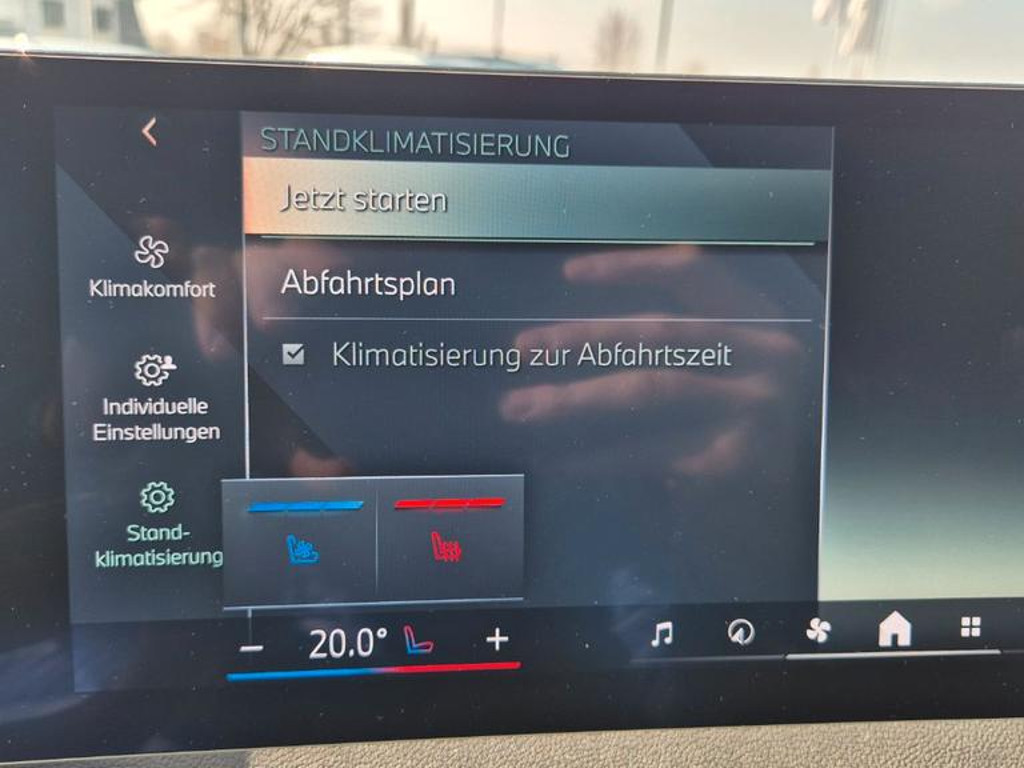 STANDKLIMATISIERUNG
Jetzt starten
Klimakomfort
Abfahrtsplan
Klimatisierung zur Abfahrtszeit
Individuelle
Einstellungen
Stand-
klimatisierung
− 20.0° +